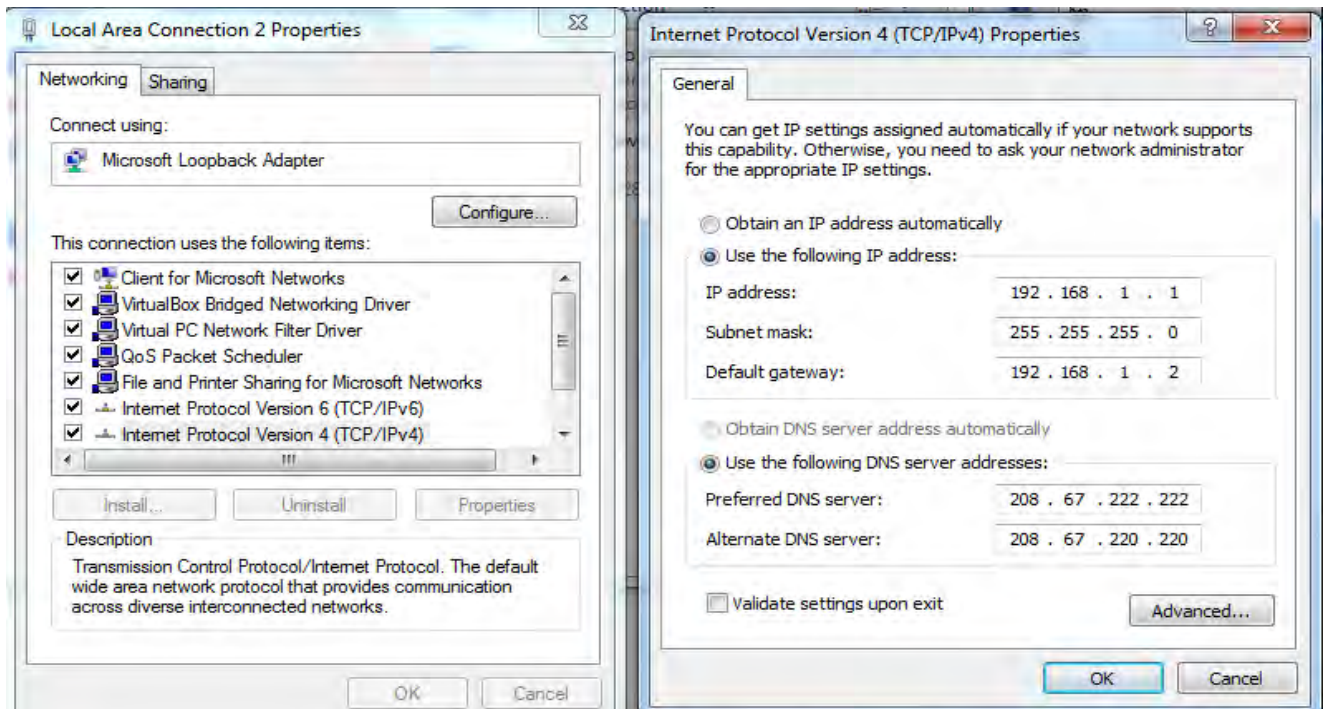 Local Area Connection 2 Properties
Networking
Sharing
Connect using:
Microsoft Loopback Adapter
Configure...
This connection uses the following items:
Client for Microsoft Networks
VirtualBox Bridged Networking Driver
Virtual PC Network Filter Driver
QoS Packet Scheduler
File and Printer Sharing for Microsoft Networks
Internet Protocol Version 6 (TCP/IPv6)
Internet Protocol Version 4 (TCP/IPv4)
Install... Uninstall Properties
Description
Transmission Control Protocol/Internet Protocol. The default
wide area network protocol that provides communication
across diverse interconnected networks.
OK Cancel
Internet Protocol Version 4 (TCP/IPv4) Properties
General
You can get IP settings assigned automatically if your network supports
this capability. Otherwise, you need to ask your network administrator
for the appropriate IP settings.
Obtain an IP address automatically
Use the following IP address:
IP address: 192 . 168 . 1 . 1
Subnet mask: 255 . 255 . 255 . 0
Default gateway: 192 . 168 . 1 . 2
Obtain DNS server address automatically
Use the following DNS server addresses:
Preferred DNS server: 208 . 67 . 222 . 222
Alternate DNS server: 208 . 67 . 220 . 220
Validate settings upon exit
Advanced...
OK Cancel